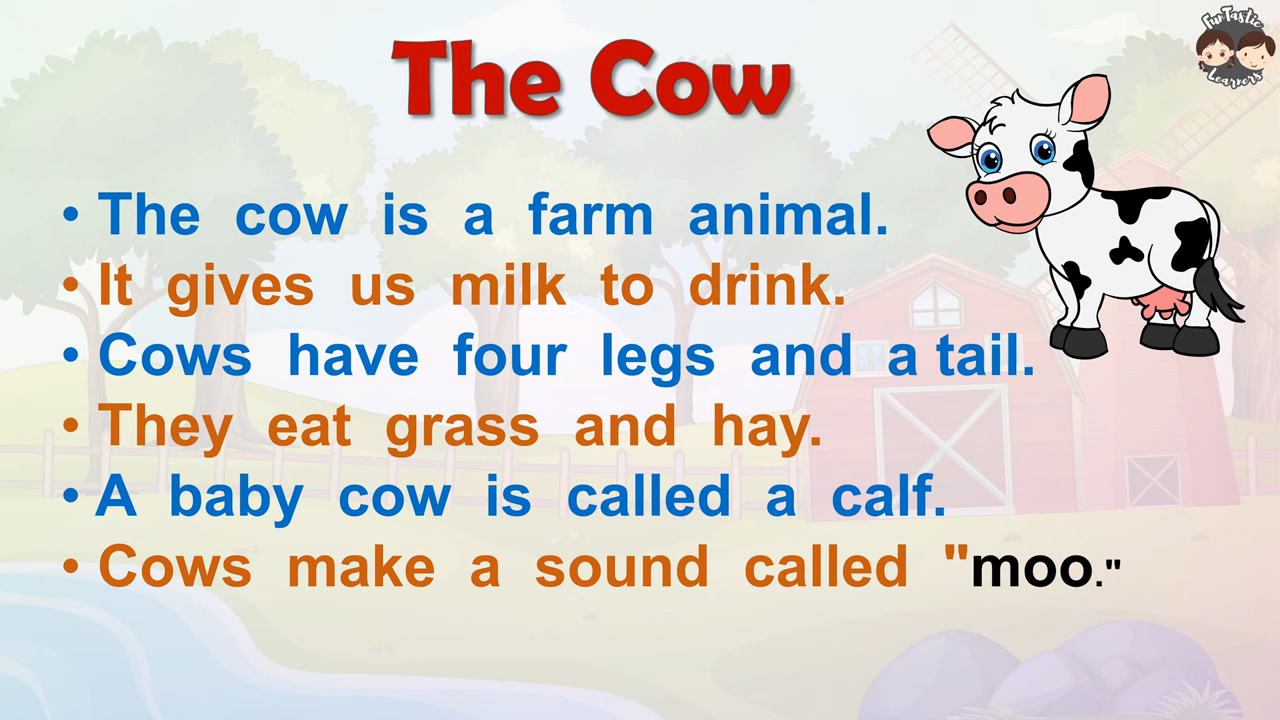 FunTastic
Learners
The Cow
• The cow is a farm animal.
• It gives us milk to drink.
• Cows have four legs and a tail.
• They eat grass and hay.
• A baby cow is called a calf.
• Cows make a sound called "moo."